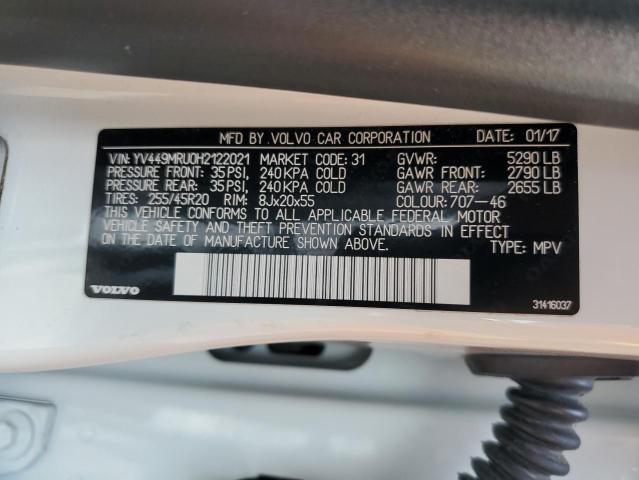 MFD BY. VOLVO CAR CORPORATION DATE: 01/17
VIN: YV449MRU0H2122021 MARKET CODE: 31 GVWR: 5290 LB
PRESSURE FRONT: 35 PSI, 240 KPA COLD GAWR FRONT: 2790 LB
PRESSURE REAR: 35 PSI, 240 KPA COLD GAWR REAR: 2655 LB
TIRES: 255/45R20 RIM: 8Jx20x55 COLOUR: 707-46
THIS VEHICLE CONFORMS TO ALL APPLICABLE FEDERAL MOTOR
VEHICLE SAFETY AND THEFT PREVENTION STANDARDS IN EFFECT
ON DATE OF MANUFACTURE SHOWN ABOVE. TYPE: MPV
VOLVO 31416037